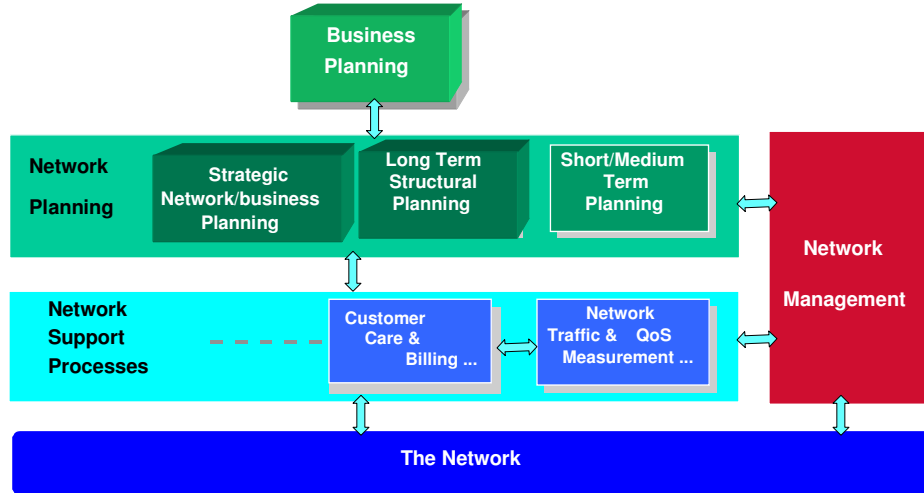 Business
Planning
Network
Planning
Strategic
Network/business
Planning
Long Term
Structural
Planning
Short/Medium
Term
Planning
Network
Management
Network
Support
Processes
Customer
Care &
Billing ...
Network
Traffic & QoS
Measurement ...
The Network